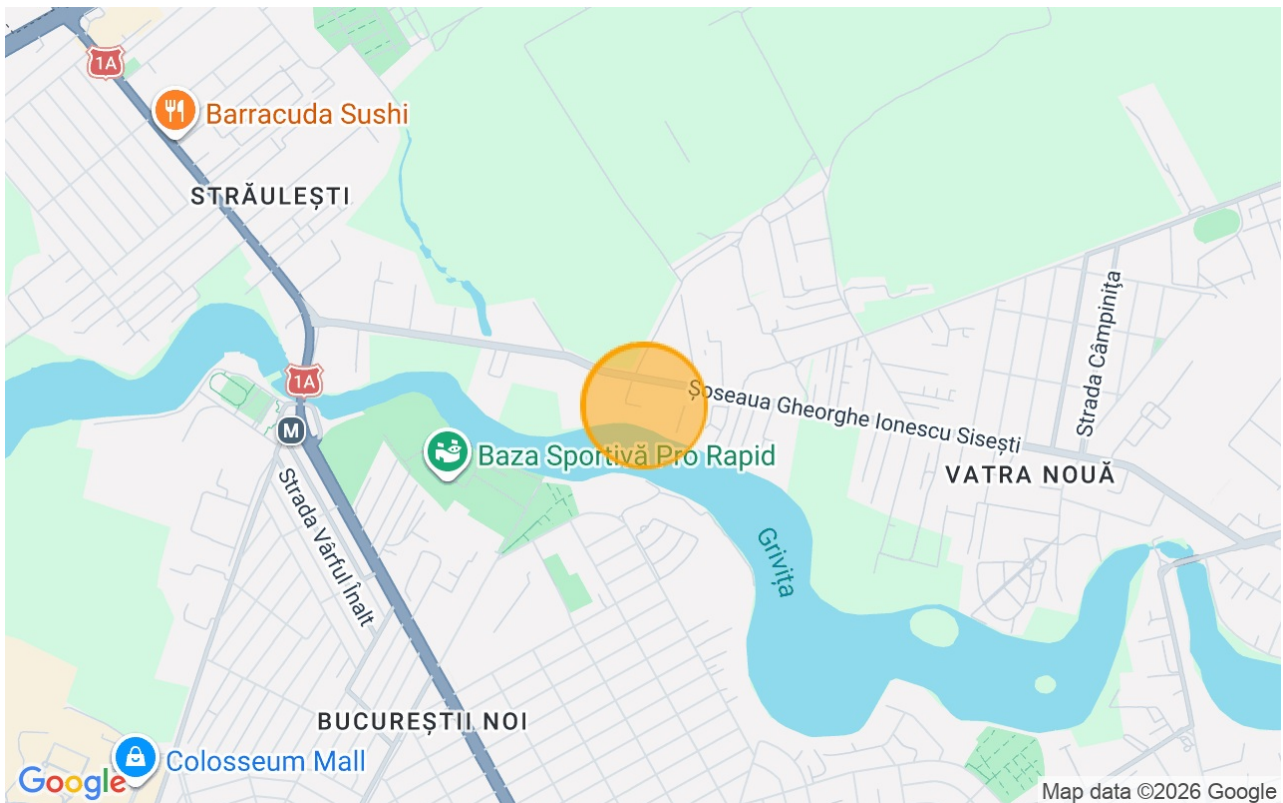 1A
Barracuda Sushi
STRĂULEȘTI
Strada Câmpinița
1A
Șoseaua Gheorghe Ionescu Sisești
M
Baza Sportivă Pro Rapid
VATRA NOUĂ
Strada Vârful Înalt
Grivița
BUCUREȘTII NOI
Colosseum Mall
Google
Map data ©2026 Google